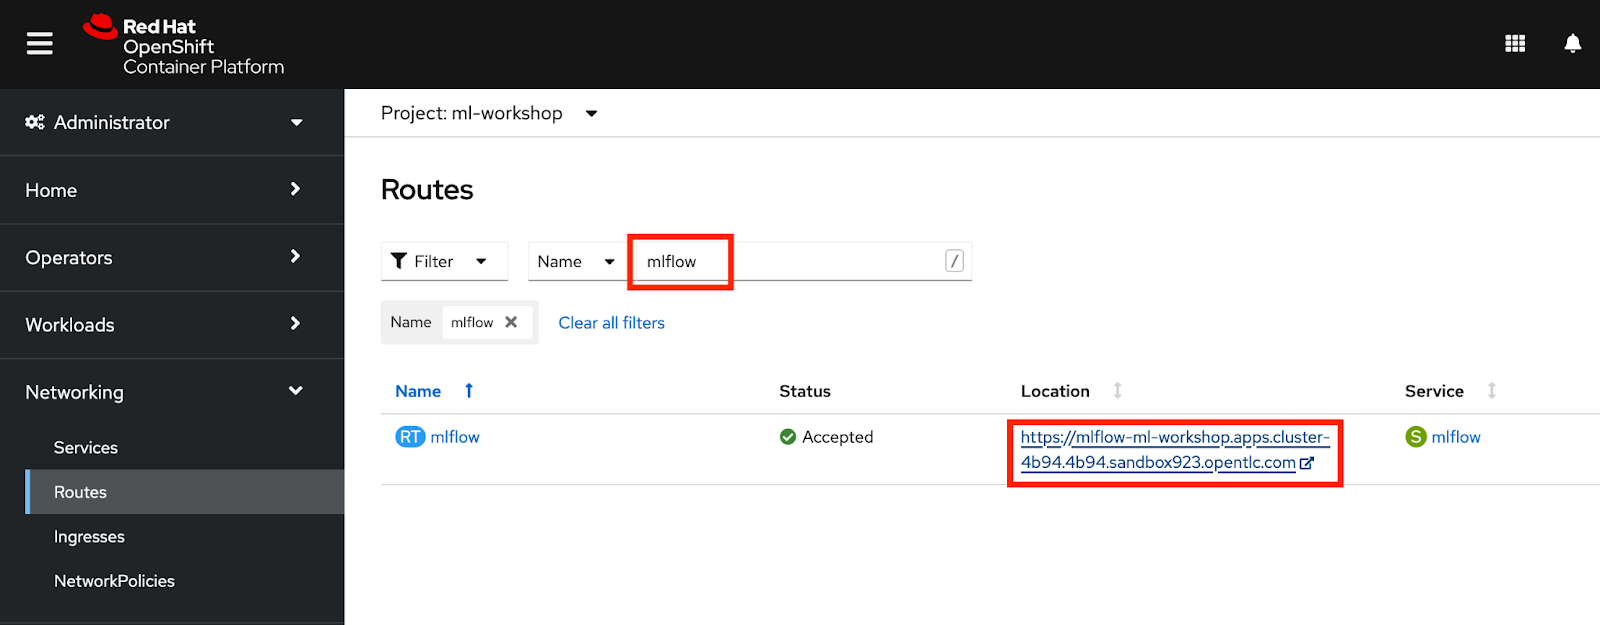 Red Hat
OpenShift
Container Platform
Administrator
Home
Operators
Workloads
Networking
Services
Routes
Ingresses
NetworkPolicies
Project: ml-workshop
Routes
Filter
Name
mlflow
/
Name mlflow
Clear all filters
Name Status Location Service
RT mlflow Accepted https://mlflow-ml-workshop.apps.cluster- S mlflow
4b94.4b94.sandbox923.opentlc.com